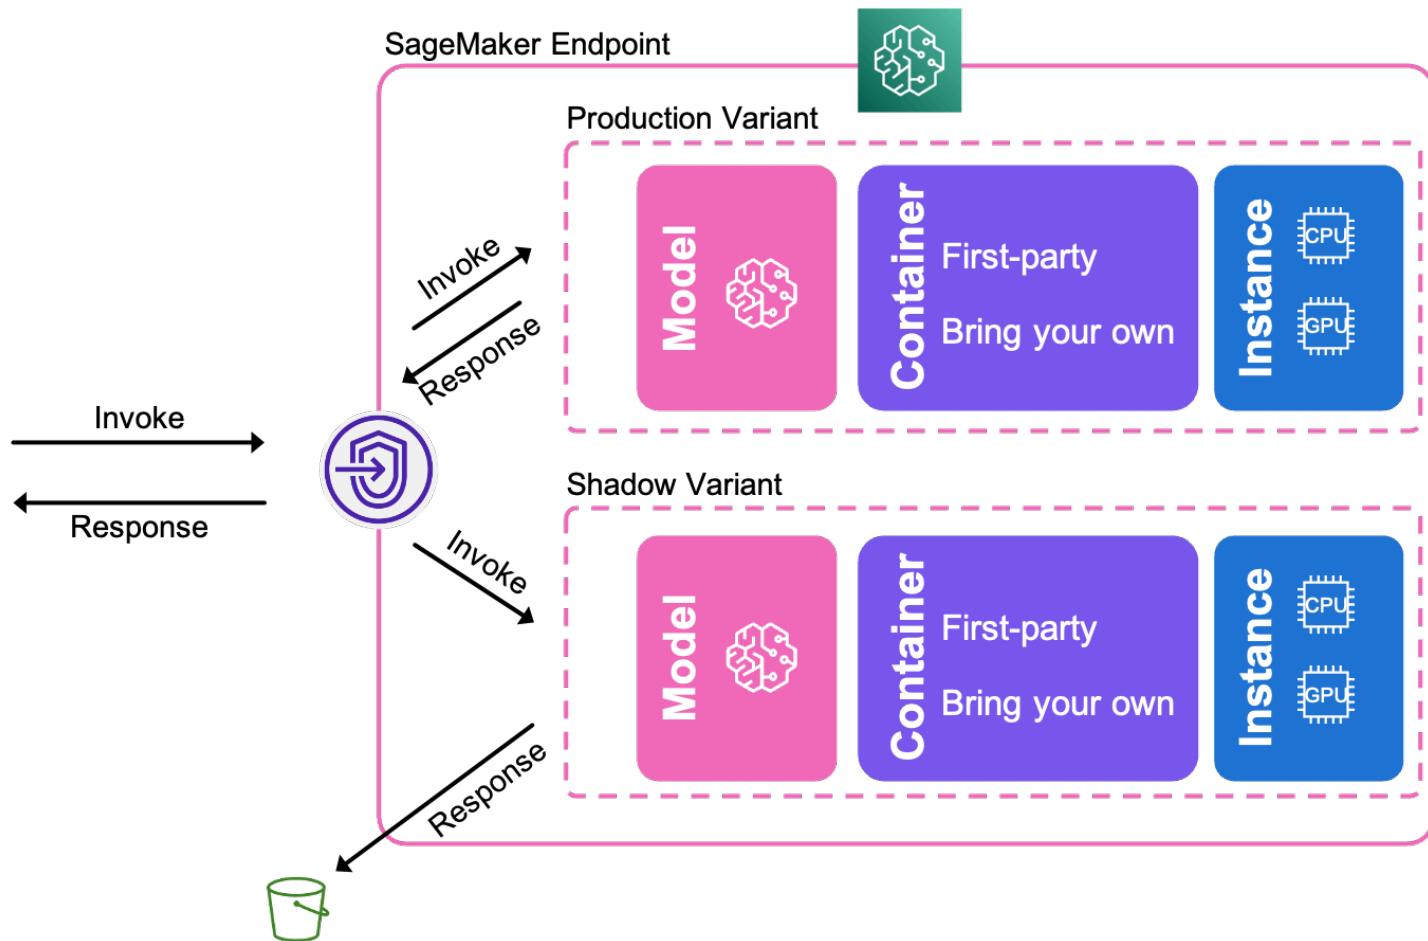 SageMaker Endpoint
Production Variant
Invoke
Response
Model
Container
First-party
Bring your own
Instance
CPU
GPU
Invoke
Response
Shadow Variant
Invoke
Response
Model
Container
First-party
Bring your own
Instance
CPU
GPU